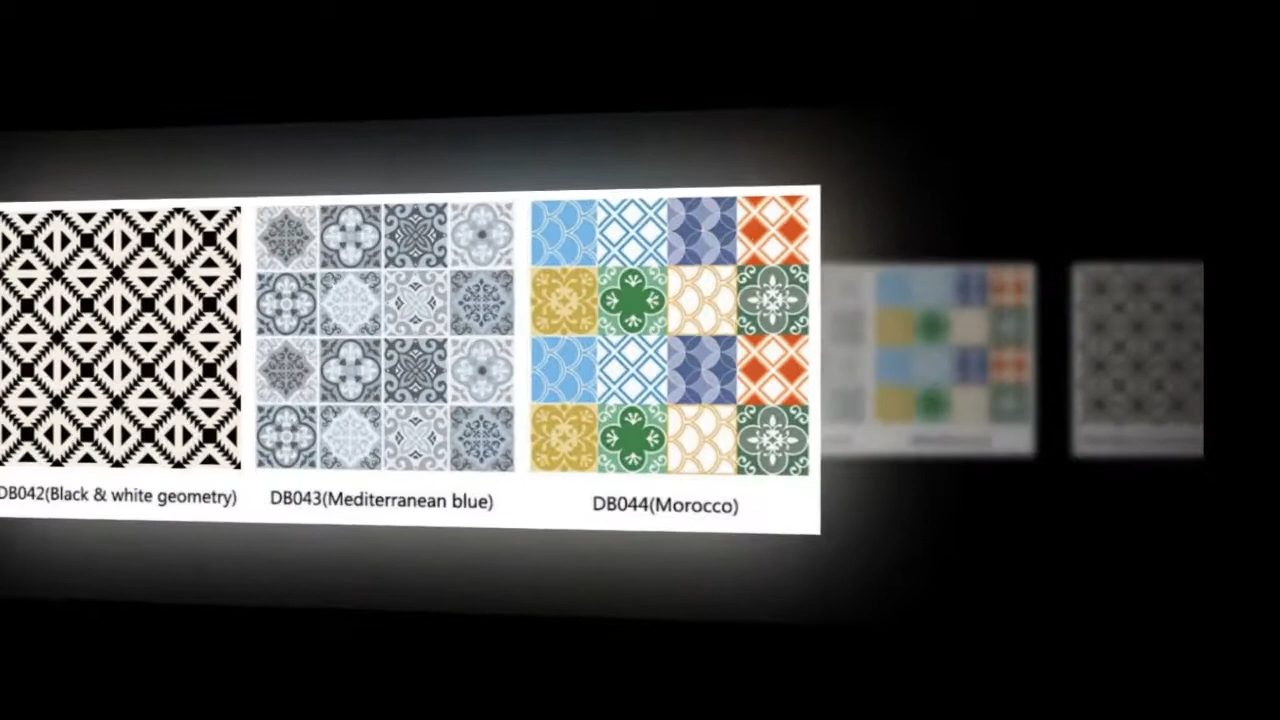 DB042(Black & white geometry)
DB043(Mediterranean blue)
DB044(Morocco)